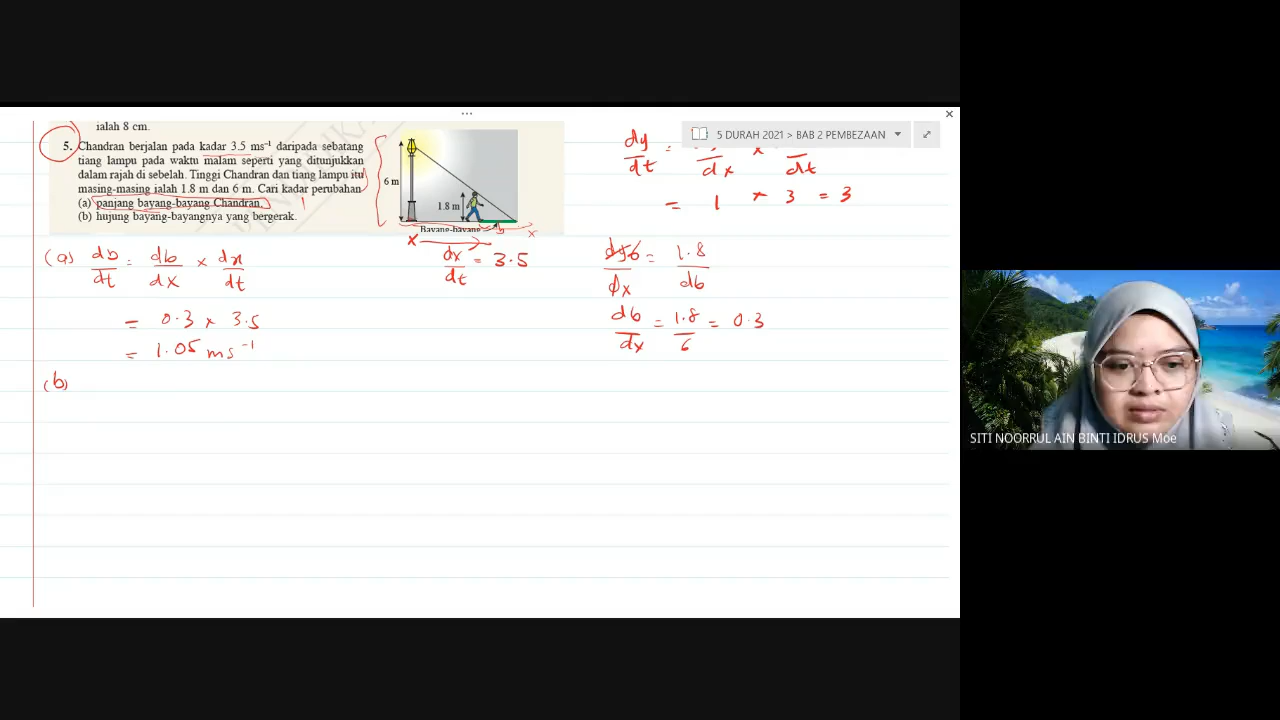 ialah 8 cm.
5. Chandran berjalan pada kadar 3.5 ms⁻¹ daripada sebatang
tiang lampu pada waktu malam seperti yang ditunjukkan
dalam rajah di sebelah. Tinggi Chandran dan tiang lampu itu
masing-masing ialah 1.8 m dan 6 m. Cari kadar perubahan
(a) panjang bayang-bayang Chandran,
(b) hujung bayang-bayangnya yang bergerak.
6 m
1.8 m
Bayang-bayang
b
x
x
5 DURAH 2021 > BAB 2 PEMBEZAAN
dy/dt = /dx × /dt
= 1 × 3 = 3
(a) db/dt = db/dx × dx/dt
= 0.3 × 3.5
= 1.05 ms⁻¹
(b)
dx/dt = 3.5
= 1.8/db
db/dx = 1.8/6 = 0.3
SITI NOORRUL AIN BINTI IDRUS Moe